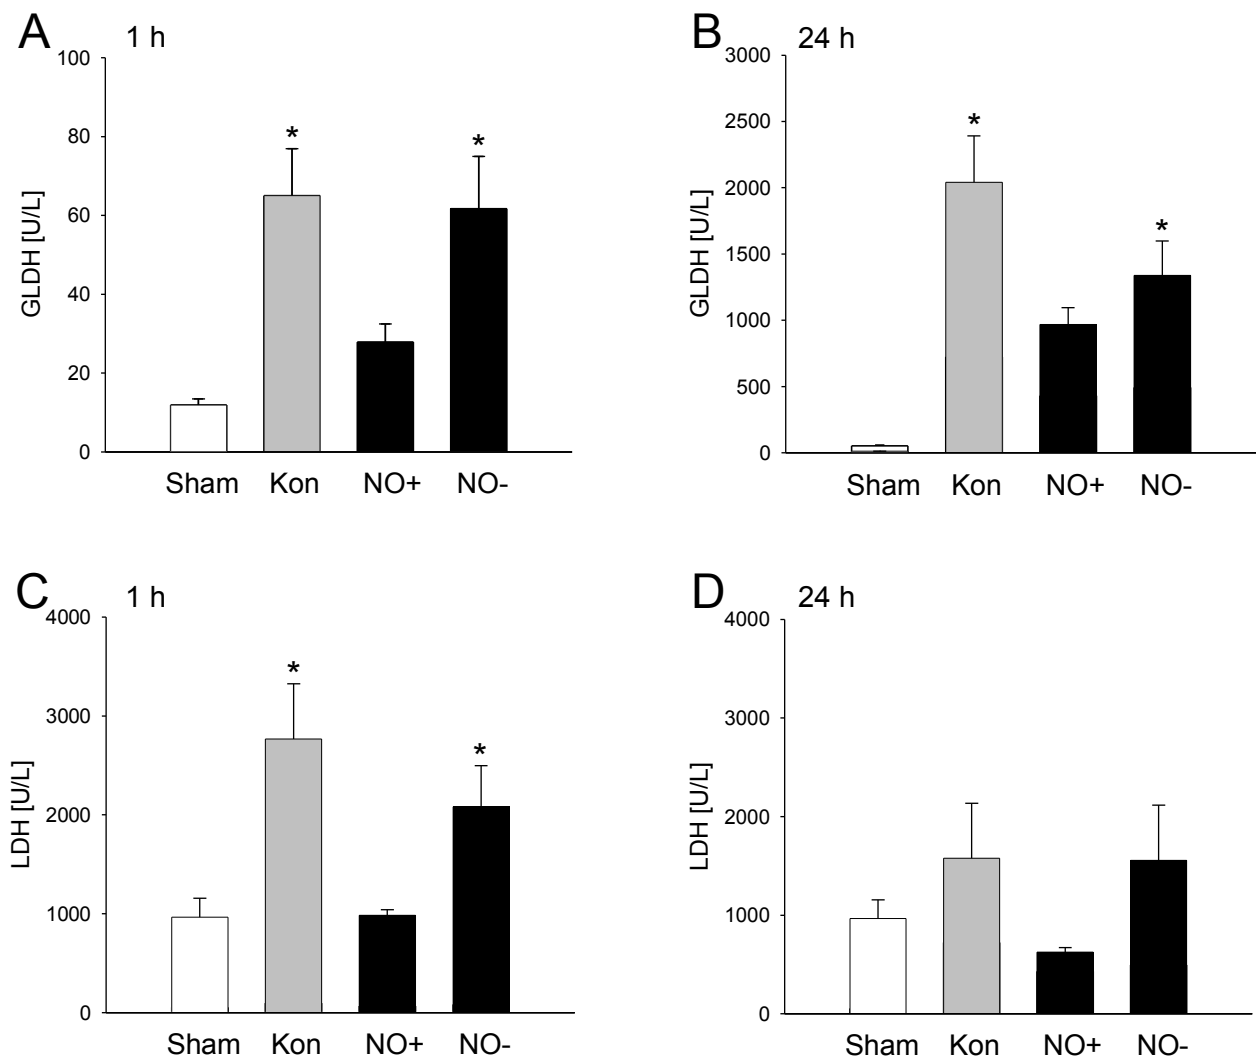 A
1 h
100
80
60
40
20
0
GLDH [U/L]
*
*
Sham Kon NO+ NO-
B
24 h
3000
2500
2000
1500
1000
500
0
GLDH [U/L]
*
*
Sham Kon NO+ NO-
C
1 h
4000
3000
2000
1000
0
LDH [U/L]
*
*
Sham Kon NO+ NO-
D
24 h
4000
3000
2000
1000
0
LDH [U/L]
Sham Kon NO+ NO-